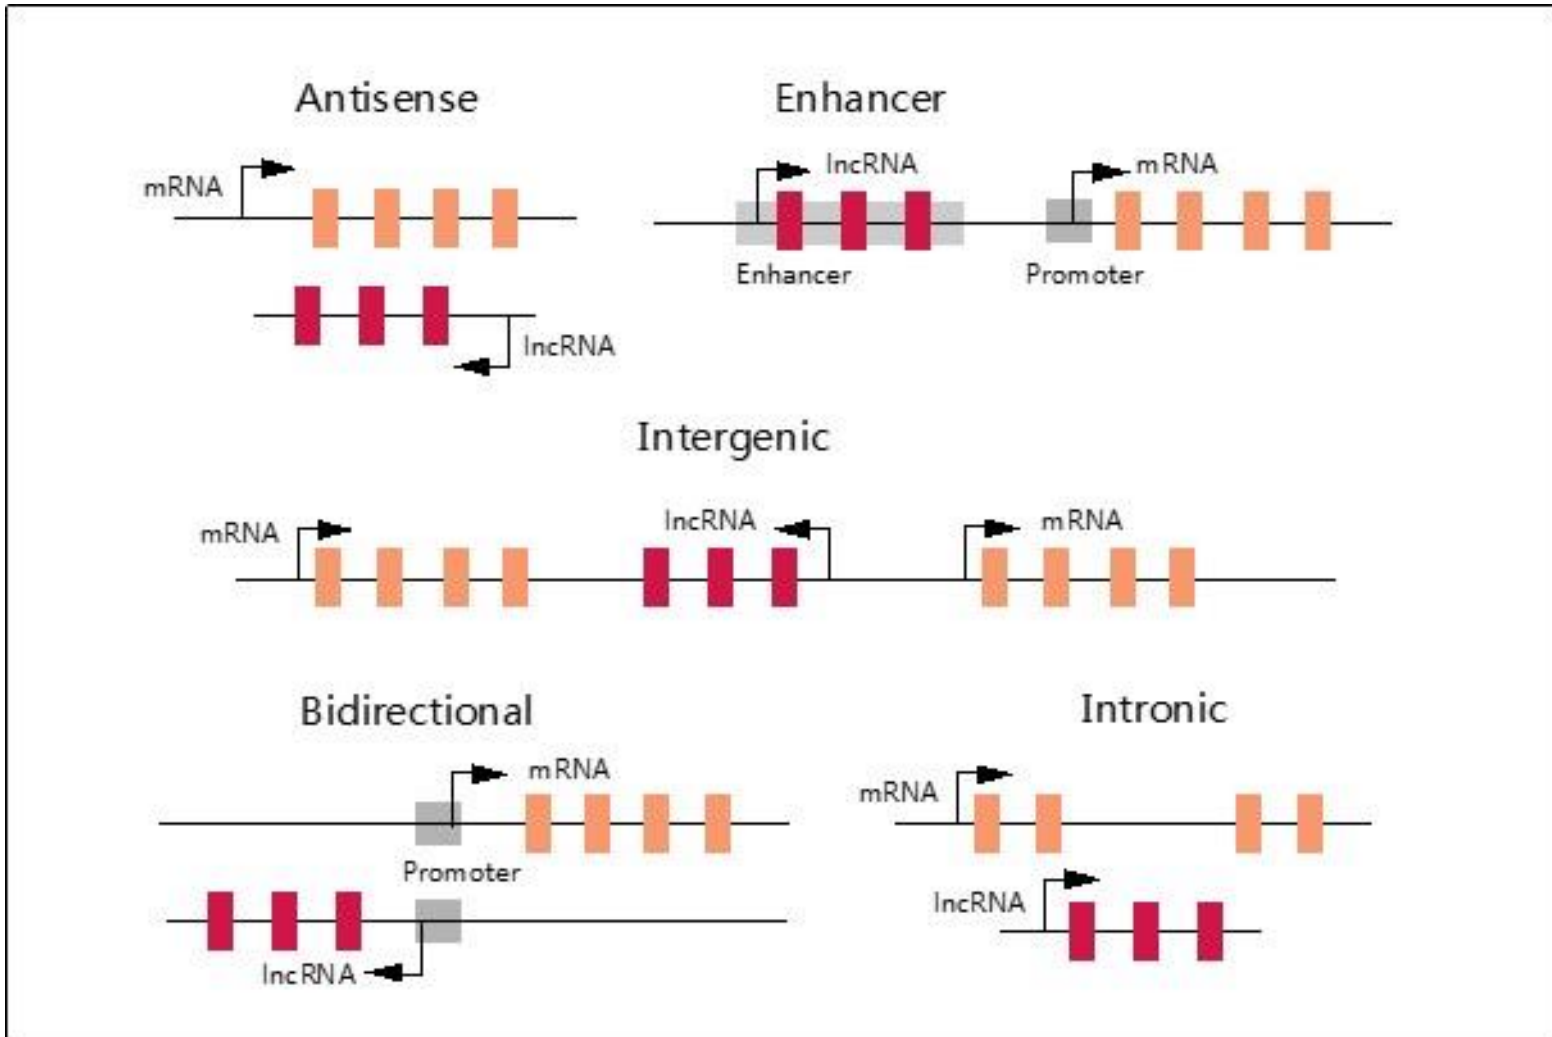 Antisense
Enhancer
mRNA
lncRNA
mRNA
Enhancer
Promoter
lncRNA
Intergenic
mRNA
lncRNA
mRNA
Bidirectional
Intronic
mRNA
mRNA
Promoter
lncRNA
lncRNA